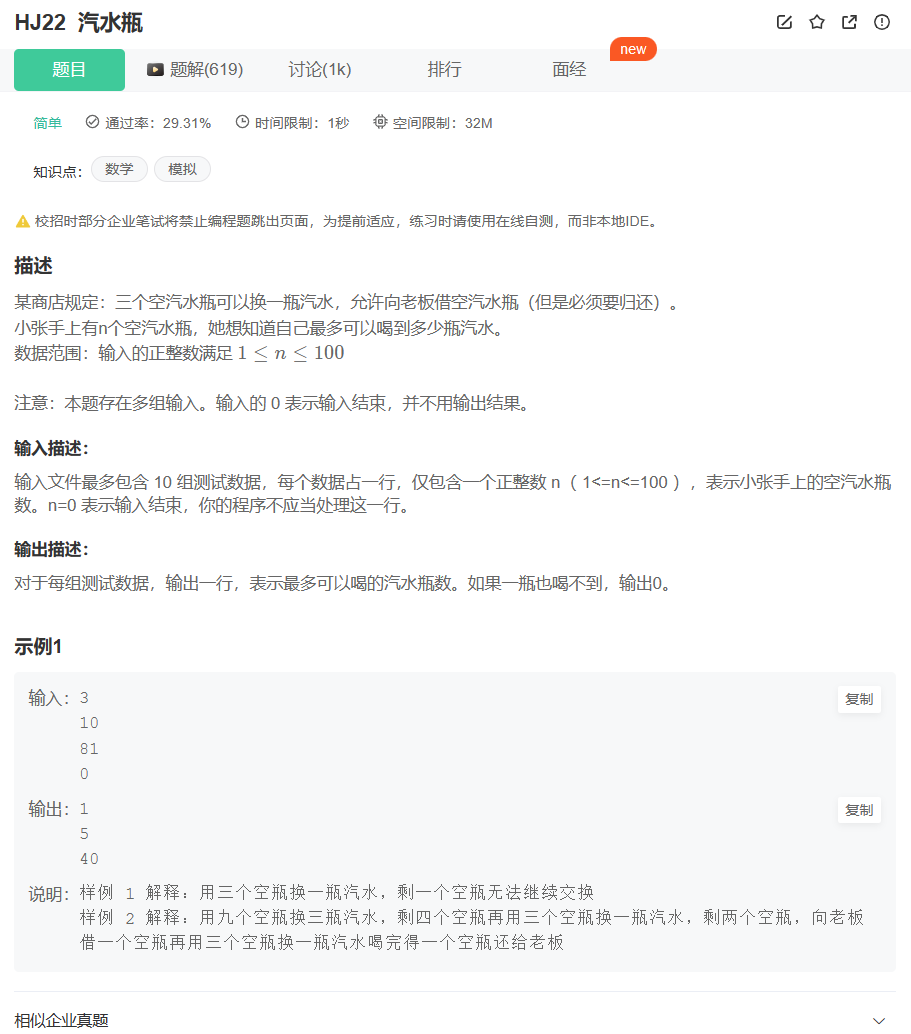 HJ22 汽水瓶
题目 题解(619) 讨论(1k) 排行 面经 new
简单 通过率：29.31% 时间限制：1秒 空间限制：32M
知识点： 数学 模拟
校招时部分企业笔试将禁止编程题跳出页面，为提前适应，练习时请使用在线自测，而非本地IDE。
描述
某商店规定：三个空汽水瓶可以换一瓶汽水，允许向老板借空汽水瓶（但是必须要归还）。
小张手上有n个空汽水瓶，她想知道自己最多可以喝到多少瓶汽水。
数据范围：输入的正整数满足 1 ≤ n ≤ 100
注意：本题存在多组输入。输入的 0 表示输入结束，并不用输出结果。
输入描述：
输入文件最多包含 10 组测试数据，每个数据占一行，仅包含一个正整数 n（ 1<=n<=100 ），表示小张手上的空汽水瓶
数。n=0 表示输入结束，你的程序不应当处理这一行。
输出描述：
对于每组测试数据，输出一行，表示最多可以喝的汽水瓶数。如果一瓶也喝不到，输出0。
示例1
输入：3 复制
10
81
0
输出：1 复制
5
40
说明：样例 1 解释：用三个空瓶换一瓶汽水，剩一个空瓶无法继续交换
样例 2 解释：用九个空瓶换三瓶汽水，剩四个空瓶再用三个空瓶换一瓶汽水，剩两个空瓶，向老板
借一个空瓶再用三个空瓶换一瓶汽水喝完得一个空瓶还给老板
相似企业真题